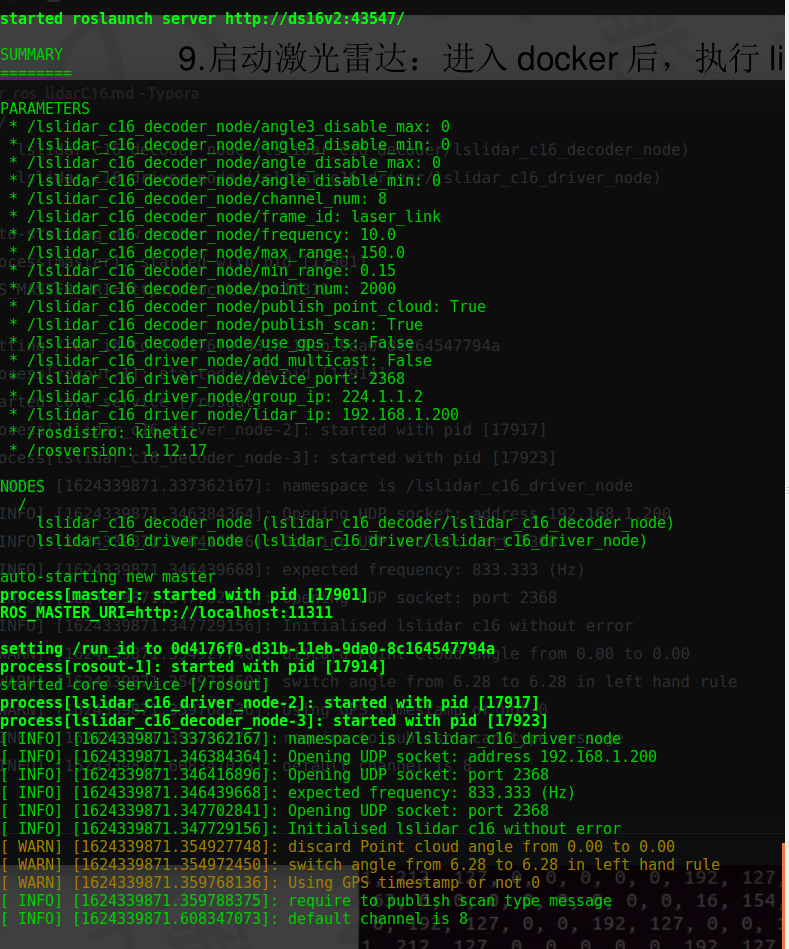 started roslaunch server http://ds16v2:43547/
SUMMARY
========
9.启动激光雷达：进入 docker 后，执行 li
r_ros_lidarC16.md - Typora
PARAMETERS
* /lslidar_c16_decoder_node/angle3_disable_max: 0
* /lslidar_c16_decoder_node/angle3_disable_min: 0
* /lslidar_c16_decoder_node/angle_disable_max: 0
* /lslidar_c16_decoder_node/angle_disable_min: 0
* /lslidar_c16_decoder_node/channel_num: 8
* /lslidar_c16_decoder_node/frame_id: laser_link
* /lslidar_c16_decoder_node/frequency: 10.0
* /lslidar_c16_decoder_node/max_range: 150.0
* /lslidar_c16_decoder_node/min_range: 0.15
* /lslidar_c16_decoder_node/point_num: 2000
* /lslidar_c16_decoder_node/publish_point_cloud: True
* /lslidar_c16_decoder_node/publish_scan: True
* /lslidar_c16_decoder_node/use_gps_ts: False
* /lslidar_c16_driver_node/add_multicast: False
* /lslidar_c16_driver_node/device_port: 2368
* /lslidar_c16_driver_node/group_ip: 224.1.1.2
* /lslidar_c16_driver_node/lidar_ip: 192.168.1.200
* /rosdistro: kinetic
* /rosversion: 1.12.17
NODES
/
lslidar_c16_decoder_node (lslidar_c16_decoder/lslidar_c16_decoder_node)
lslidar_c16_driver_node (lslidar_c16_driver/lslidar_c16_driver_node)
auto-starting new master
process[master]: started with pid [17901]
ROS_MASTER_URI=http://localhost:11311
setting /run_id to 0d4176f0-d31b-11eb-9da0-8c164547794a
process[rosout-1]: started with pid [17914]
started core service [/rosout]
process[lslidar_c16_driver_node-2]: started with pid [17917]
process[lslidar_c16_decoder_node-3]: started with pid [17923]
[ INFO] [1624339871.337362167]: namespace is /lslidar_c16_driver_node
[ INFO] [1624339871.346384364]: Opening UDP socket: address 192.168.1.200
[ INFO] [1624339871.346416896]: Opening UDP socket: port 2368
[ INFO] [1624339871.346439668]: expected frequency: 833.333 (Hz)
[ INFO] [1624339871.347702841]: Opening UDP socket: port 2368
[ INFO] [1624339871.347729156]: Initialised lslidar c16 without error
[ WARN] [1624339871.354927748]: discard Point cloud angle from 0.00 to 0.00
[ WARN] [1624339871.354972450]: switch angle from 6.28 to 6.28 in left hand rule
[ WARN] [1624339871.359768136]: Using GPS timestamp or not 0
[ INFO] [1624339871.359788375]: require to publish scan type message
[ INFO] [1624339871.608347073]: default channel is 8